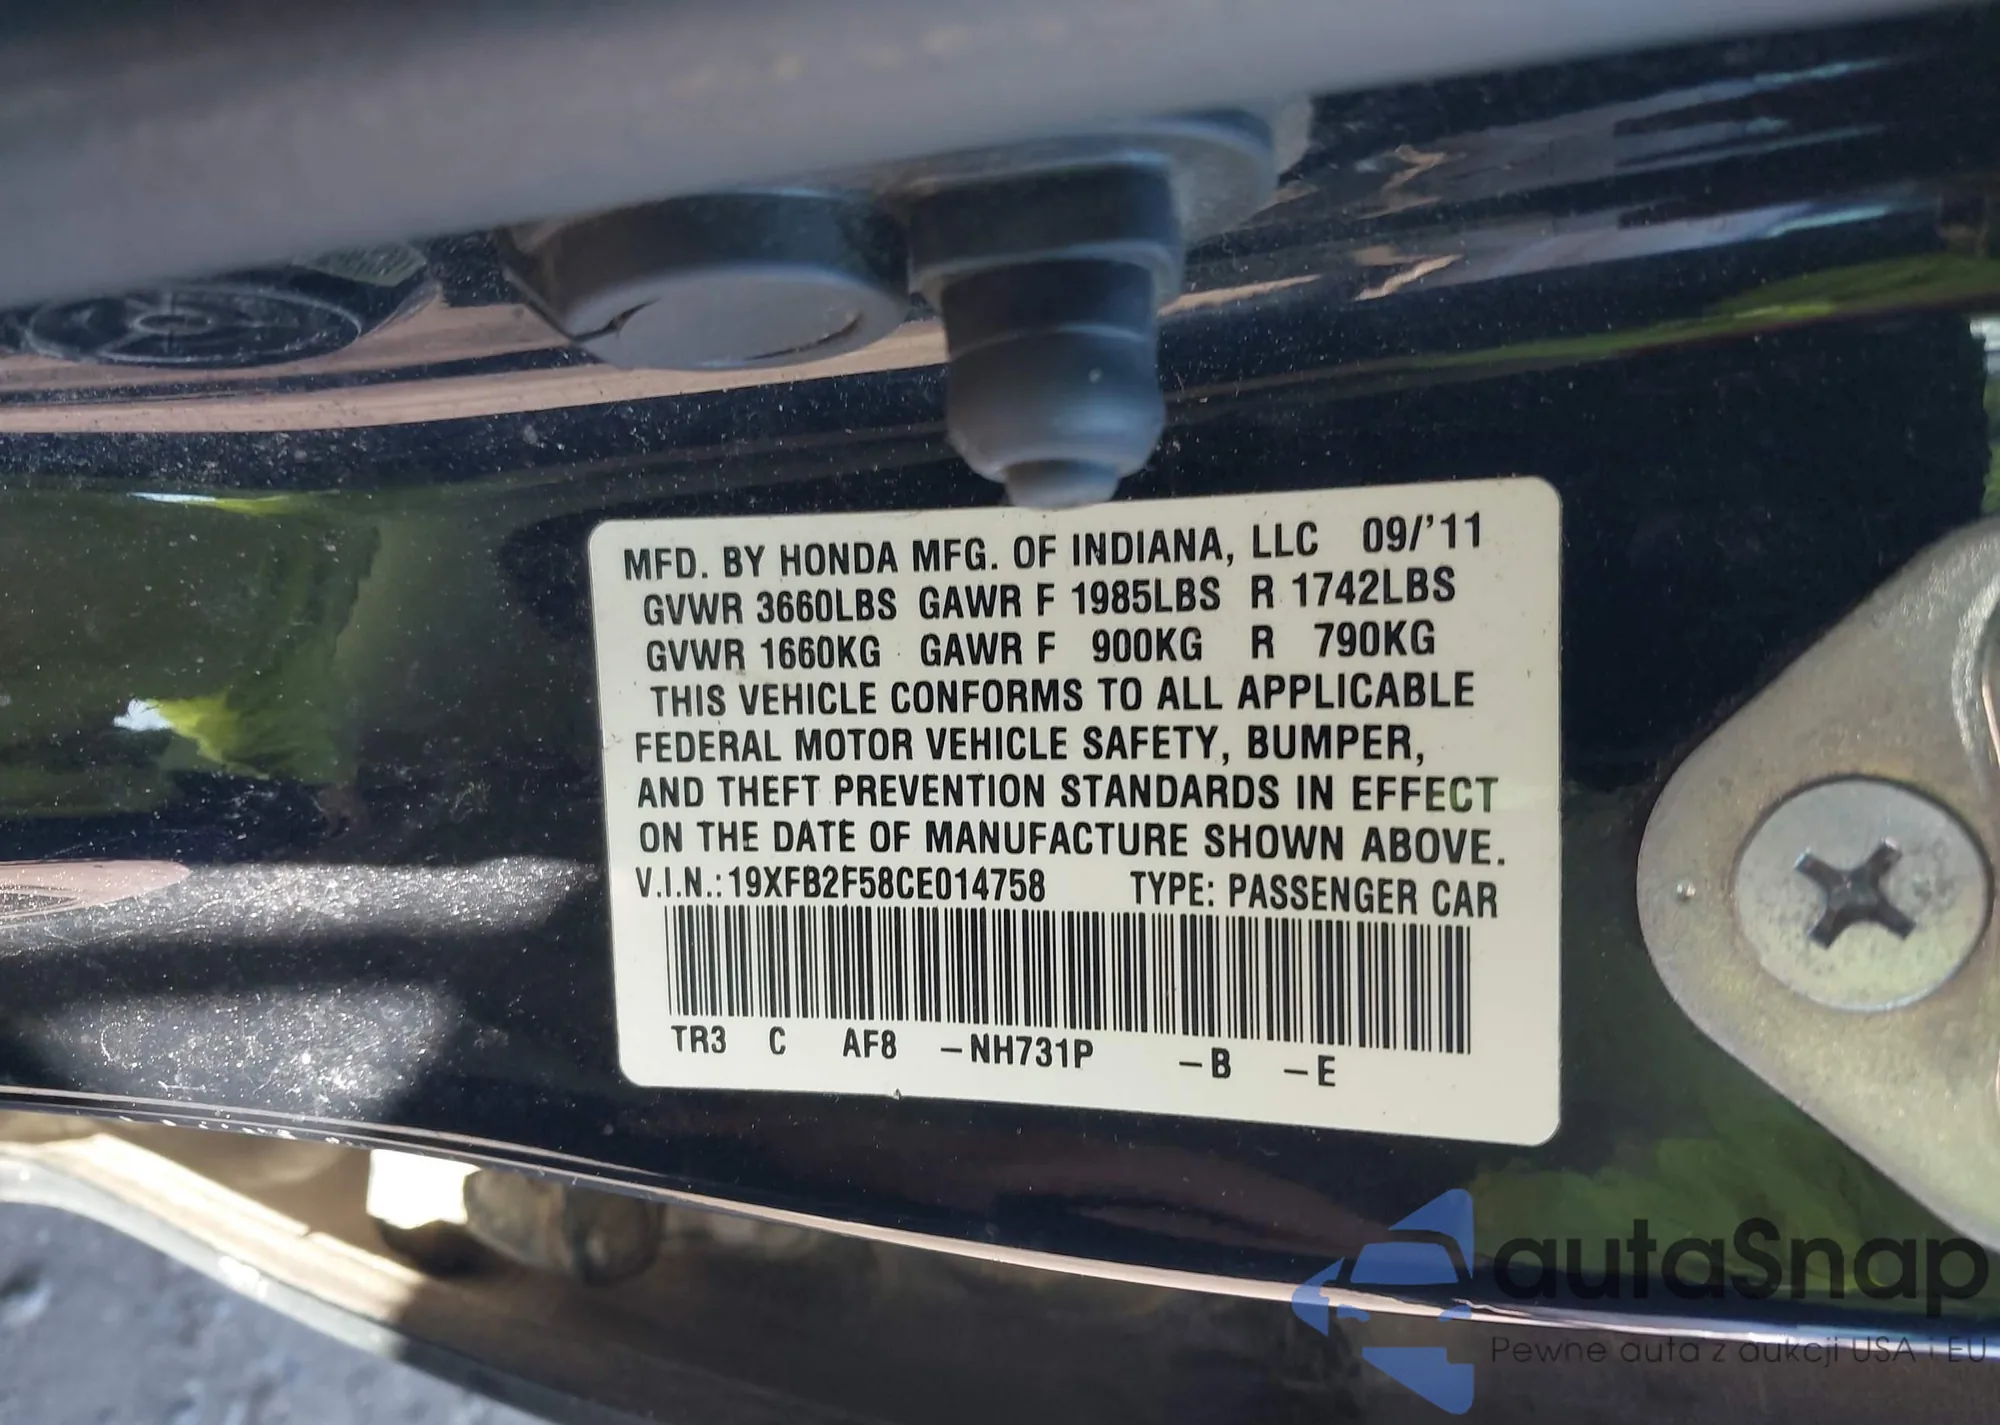 MFD. BY HONDA MFG. OF INDIANA, LLC 09/'11
GVWR 3660LBS GAWR F 1985LBS R 1742LBS
GVWR 1660KG GAWR F 900KG R 790KG
THIS VEHICLE CONFORMS TO ALL APPLICABLE
FEDERAL MOTOR VEHICLE SAFETY, BUMPER,
AND THEFT PREVENTION STANDARDS IN EFFECT
ON THE DATE OF MANUFACTURE SHOWN ABOVE.
V.I.N.: 19XFB2F58CE014758 TYPE: PASSENGER CAR
TR3 C AF8 -NH731P -B -E
autaSnap
Pewne auta z aukcji USA i EU